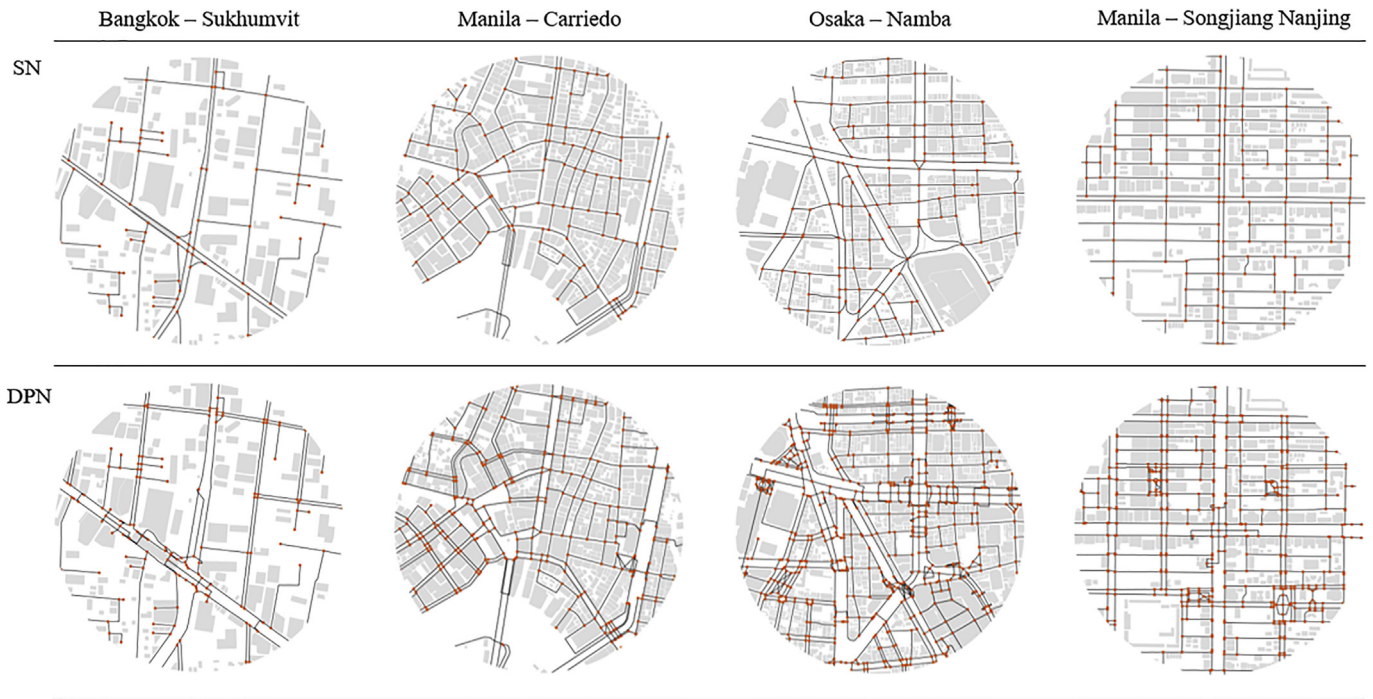 Bangkok – Sukhumvit
Manila – Carriedo
Osaka – Namba
Manila – Songjiang Nanjing
SN
DPN